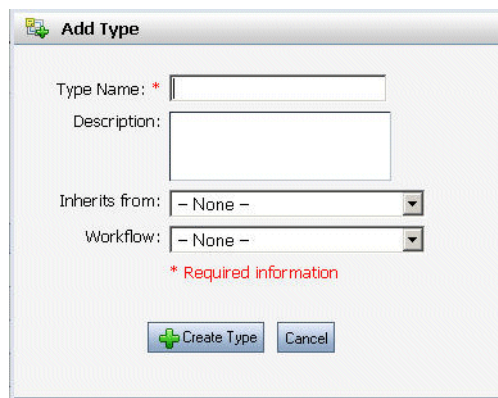 Add Type
Type Name: *
Description:
Inherits from: – None –
Workflow: – None –
* Required information
Create Type Cancel